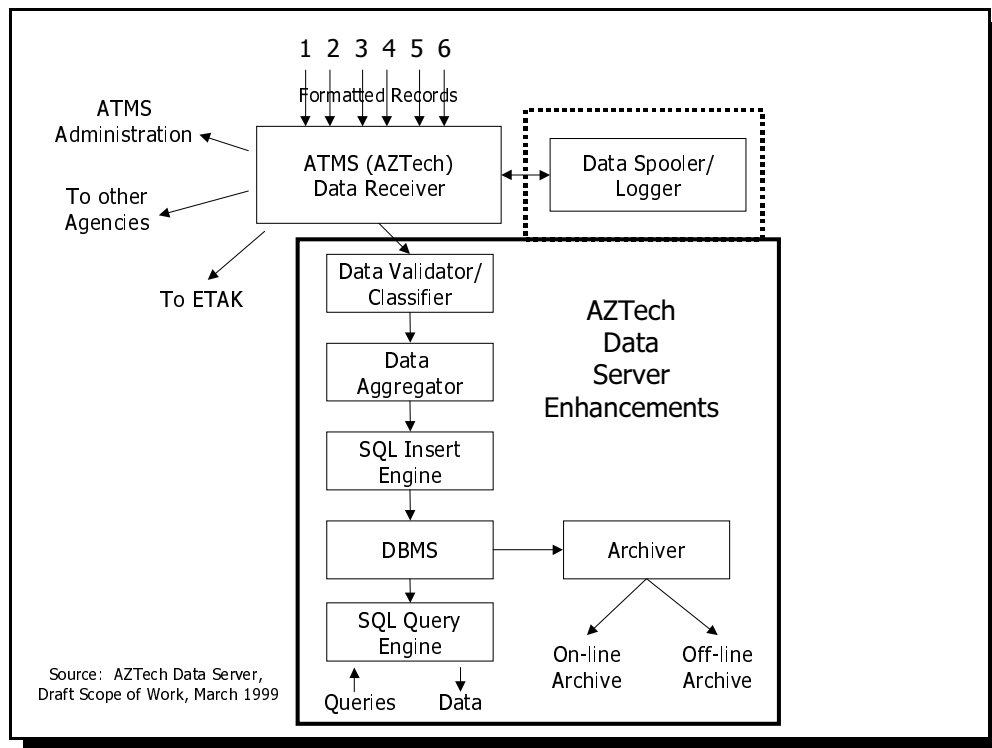 1 2 3 4 5 6
Formatted Records
ATMS
Administration
ATMS (AZTech)
Data Receiver
Data Spooler/
Logger
To other
Agencies
To ETAK
Data Validator/
Classifier
AZTech
Data
Server
Enhancements
Data
Aggregator
SQL Insert
Engine
DBMS
Archiver
SQL Query
Engine
On-line
Archive
Off-line
Archive
Queries
Data
Source: AZTech Data Server,
Draft Scope of Work, March 1999